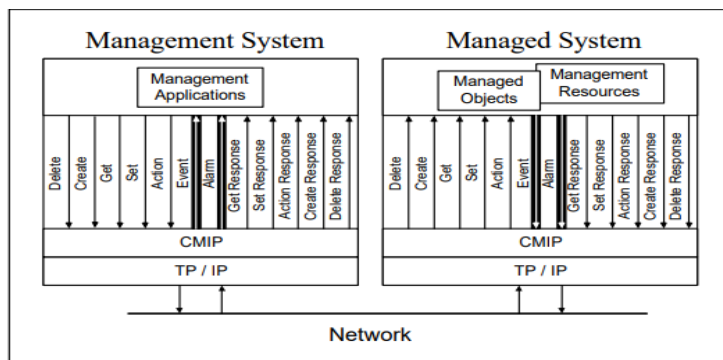 Management System
Management
Applications
Delete
Create
Get
Set
Action
Event
Alarm
Get Response
Set Response
Action Response
Create Response
Delete Response
CMIP
TP / IP
Managed System
Managed
Objects
Management
Resources
Delete
Create
Get
Set
Action
Event
Alarm
Get Response
Set Response
Action Response
Create Response
Delete Response
CMIP
TP / IP
Network